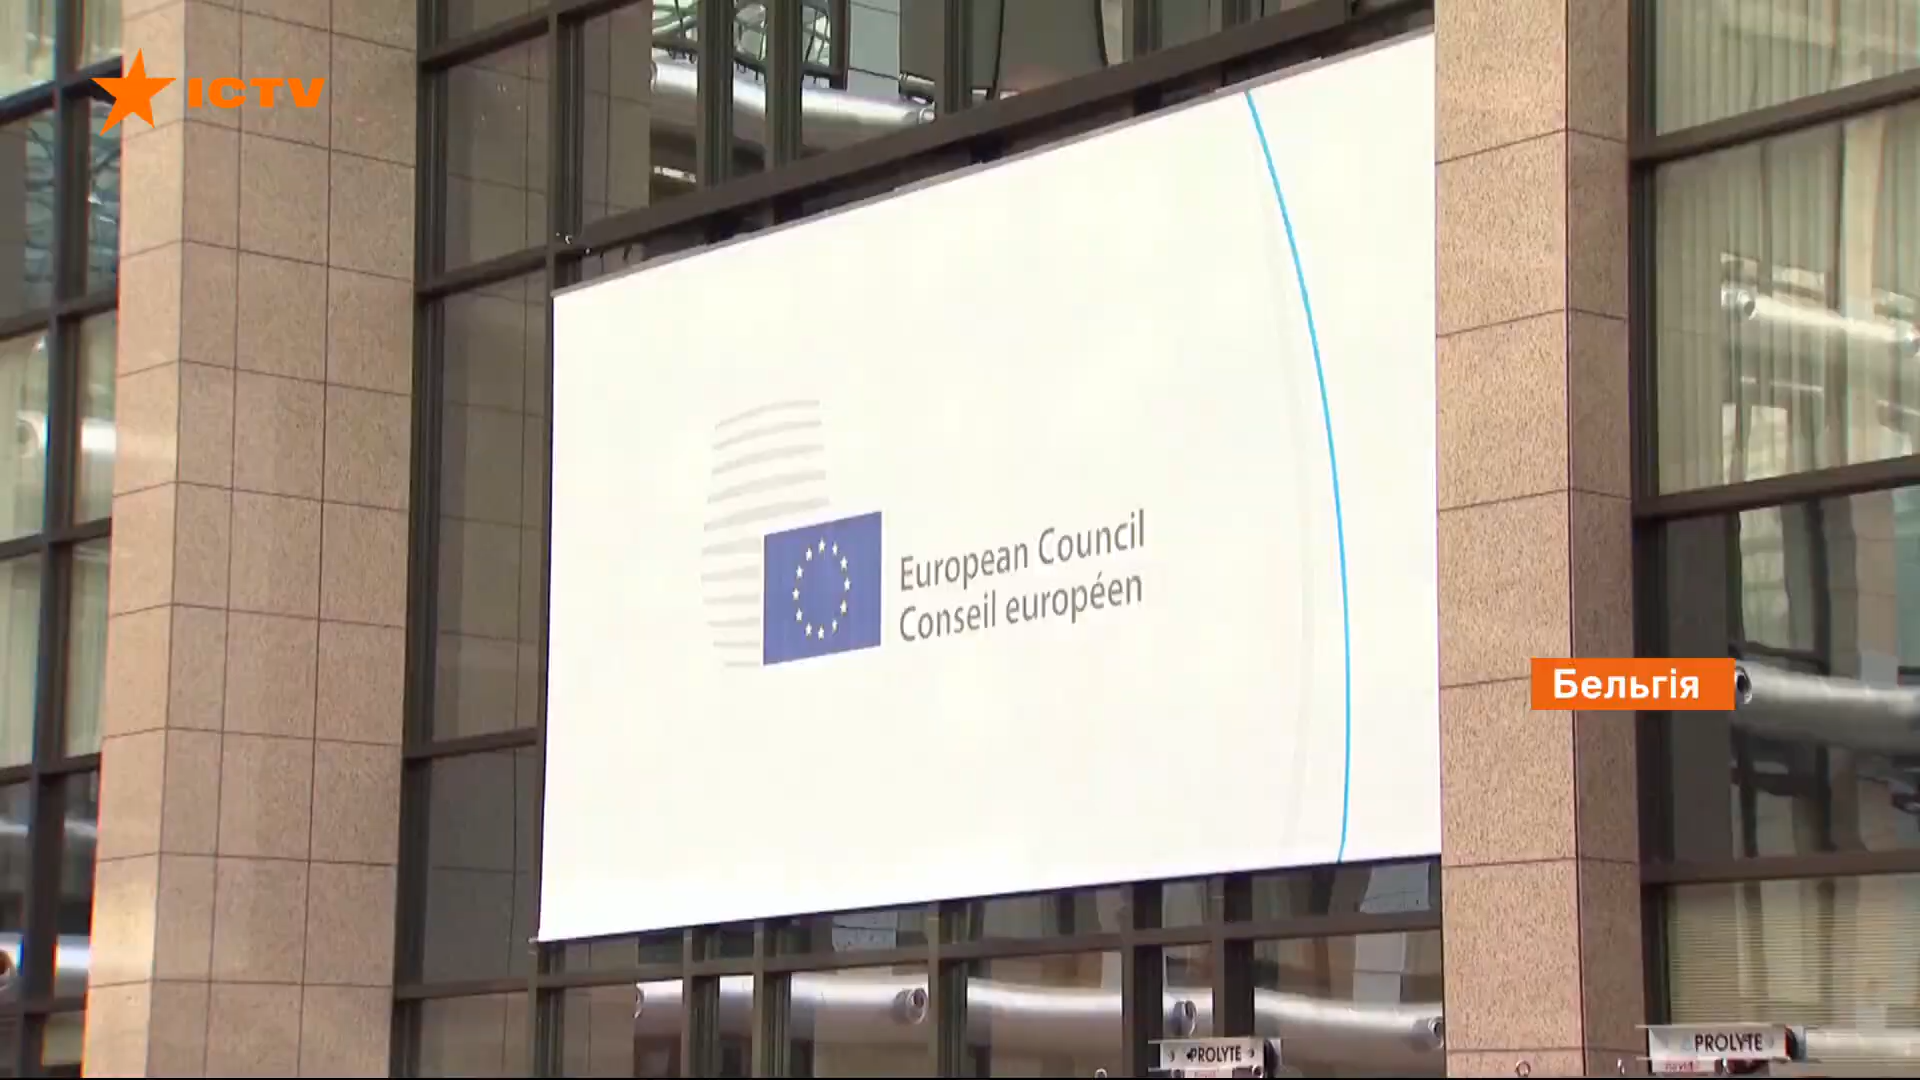 ICTV
European Council
Conseil européen
Бельгія
PROLYTE
PROLYTE